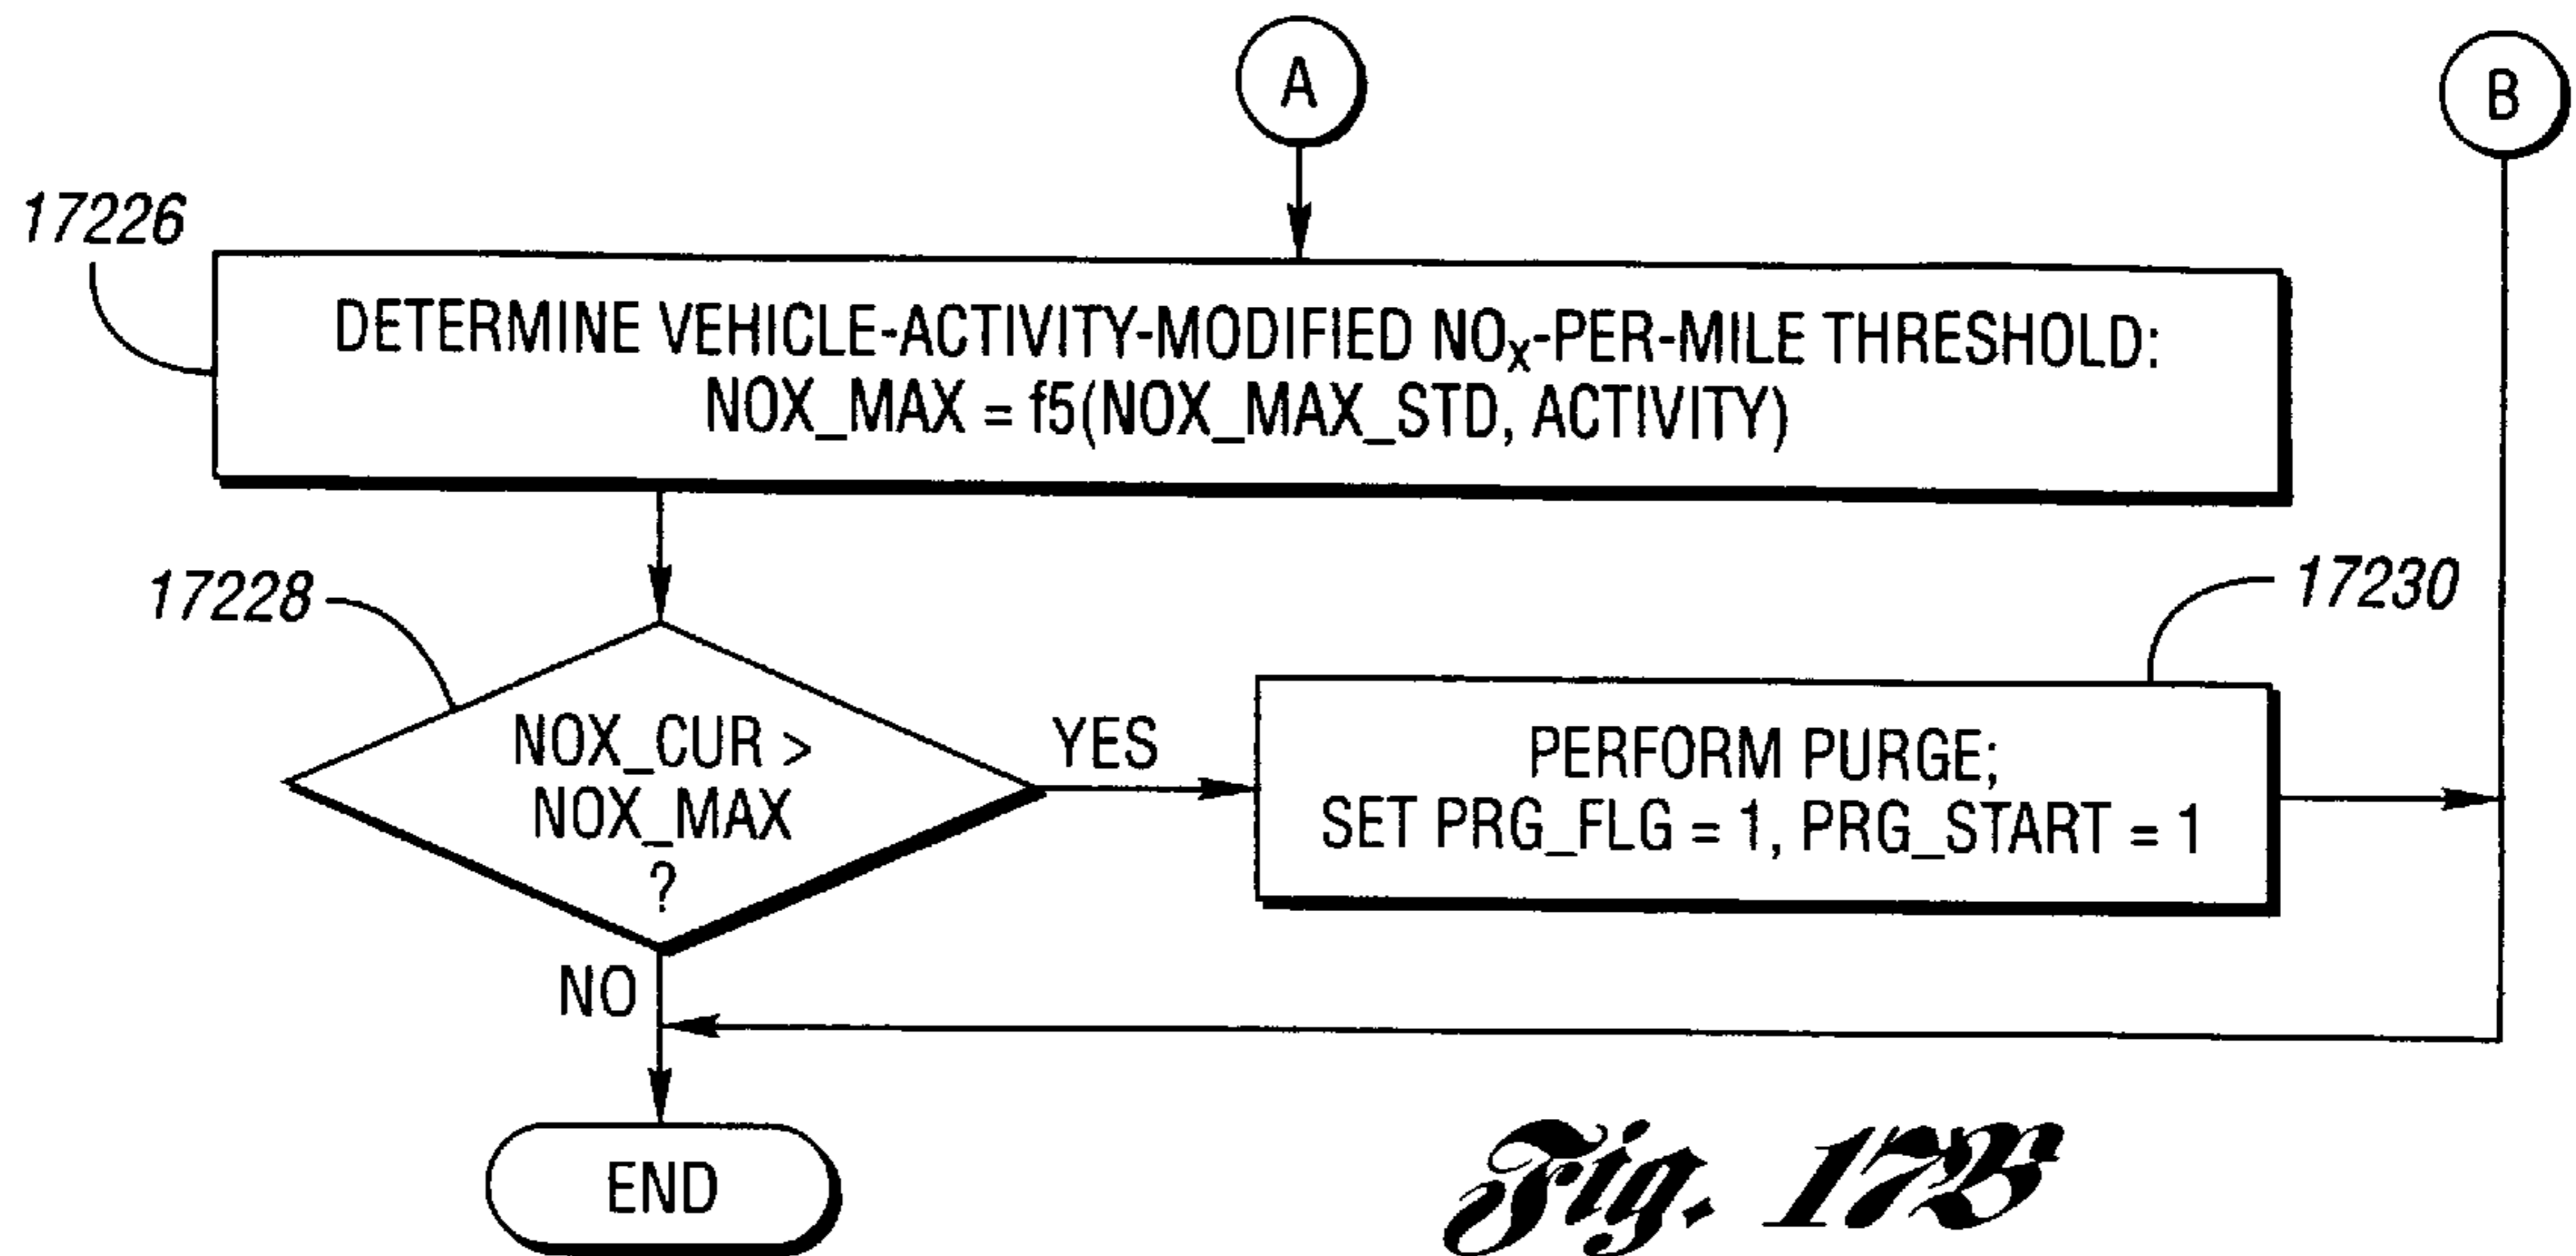 A
B
17226
DETERMINE VEHICLE-ACTIVITY-MODIFIED NOₓ-PER-MILE THRESHOLD:
NOX_MAX = f5(NOX_MAX_STD, ACTIVITY)
17228
17230
NOX_CUR >
NOX_MAX
?
YES
PERFORM PURGE;
SET PRG_FLG = 1, PRG_START = 1
NO
END
Fig. 17B